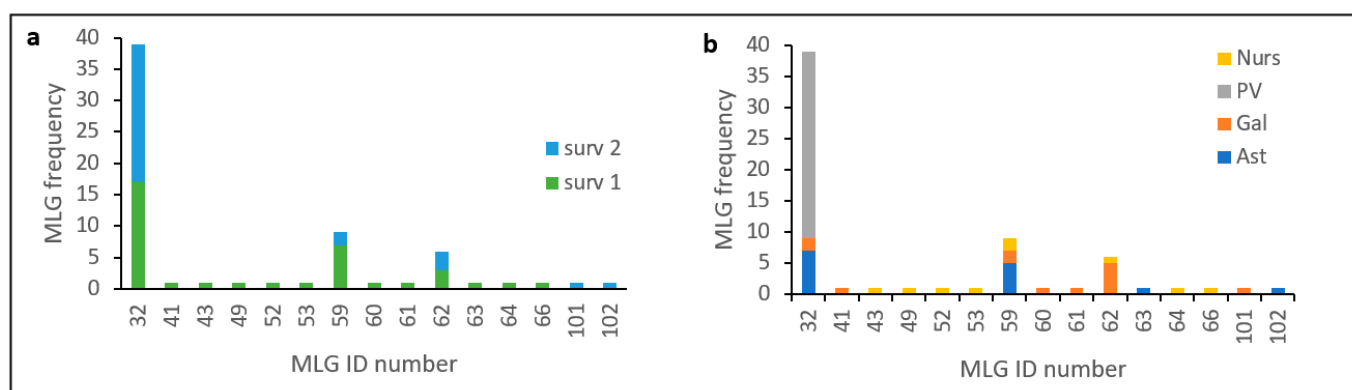 a
MLG frequency
40
35
30
25
20
15
10
5
0
surv 2
surv 1
32 41 43 49 52 53 59 60 61 62 63 64 66 101 102
MLG ID number
b
MLG frequency
40
35
30
25
20
15
10
5
0
Nurs
PV
Gal
Ast
32 41 43 49 52 53 59 60 61 62 63 64 66 101 102
MLG ID number